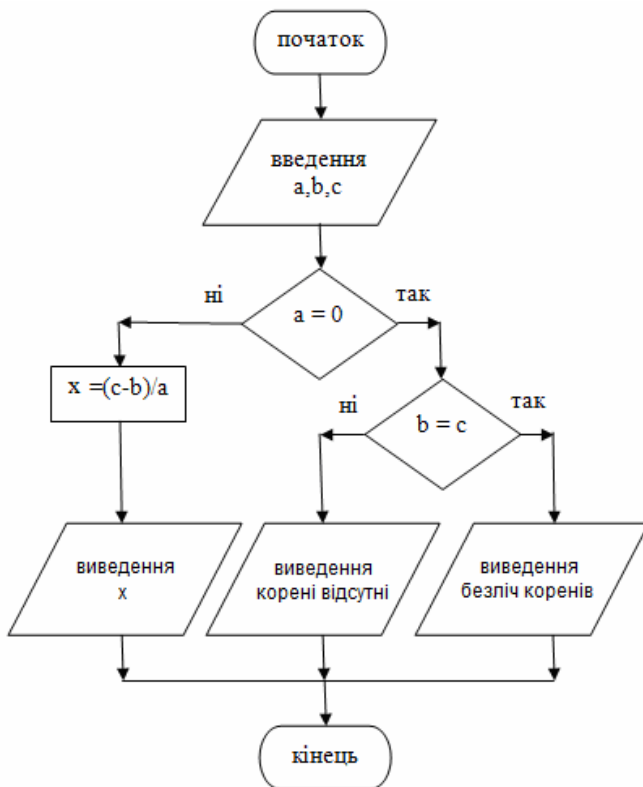 початок
введення
a,b,c
ні
так
a = 0
x =(c-b)/a
ні
так
b = c
виведення
x
виведення
корені відсутні
виведення
безліч коренів
кінець